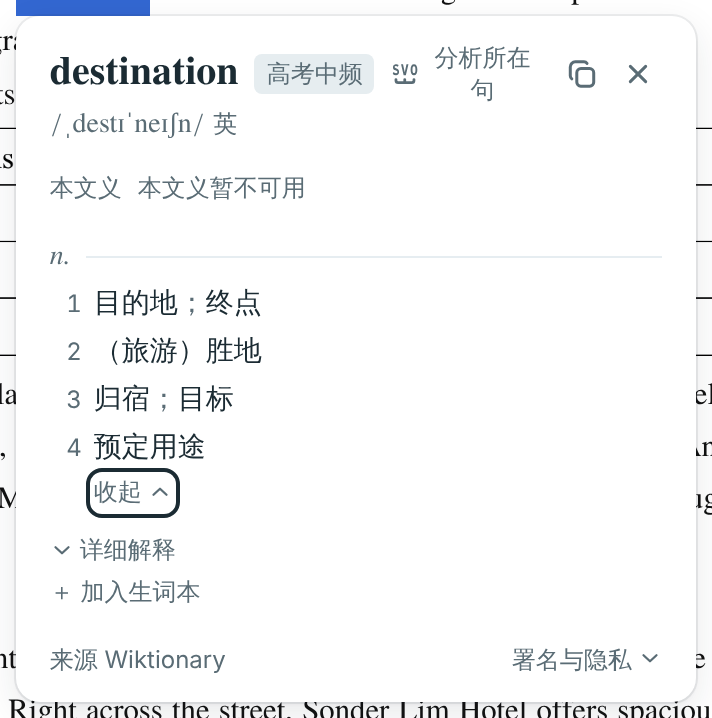 destination 高考中频 SVO 分析所在句
/ˌdestɪˈneɪʃn/ 英
本文义 本文义暂不可用
n.
1 目的地；终点
2 （旅游）胜地
3 归宿；目标
4 预定用途
收起
详细解释
+ 加入生词本
来源 Wiktionary 署名与隐私
Right across the street, Sonder Lim Hotel offers